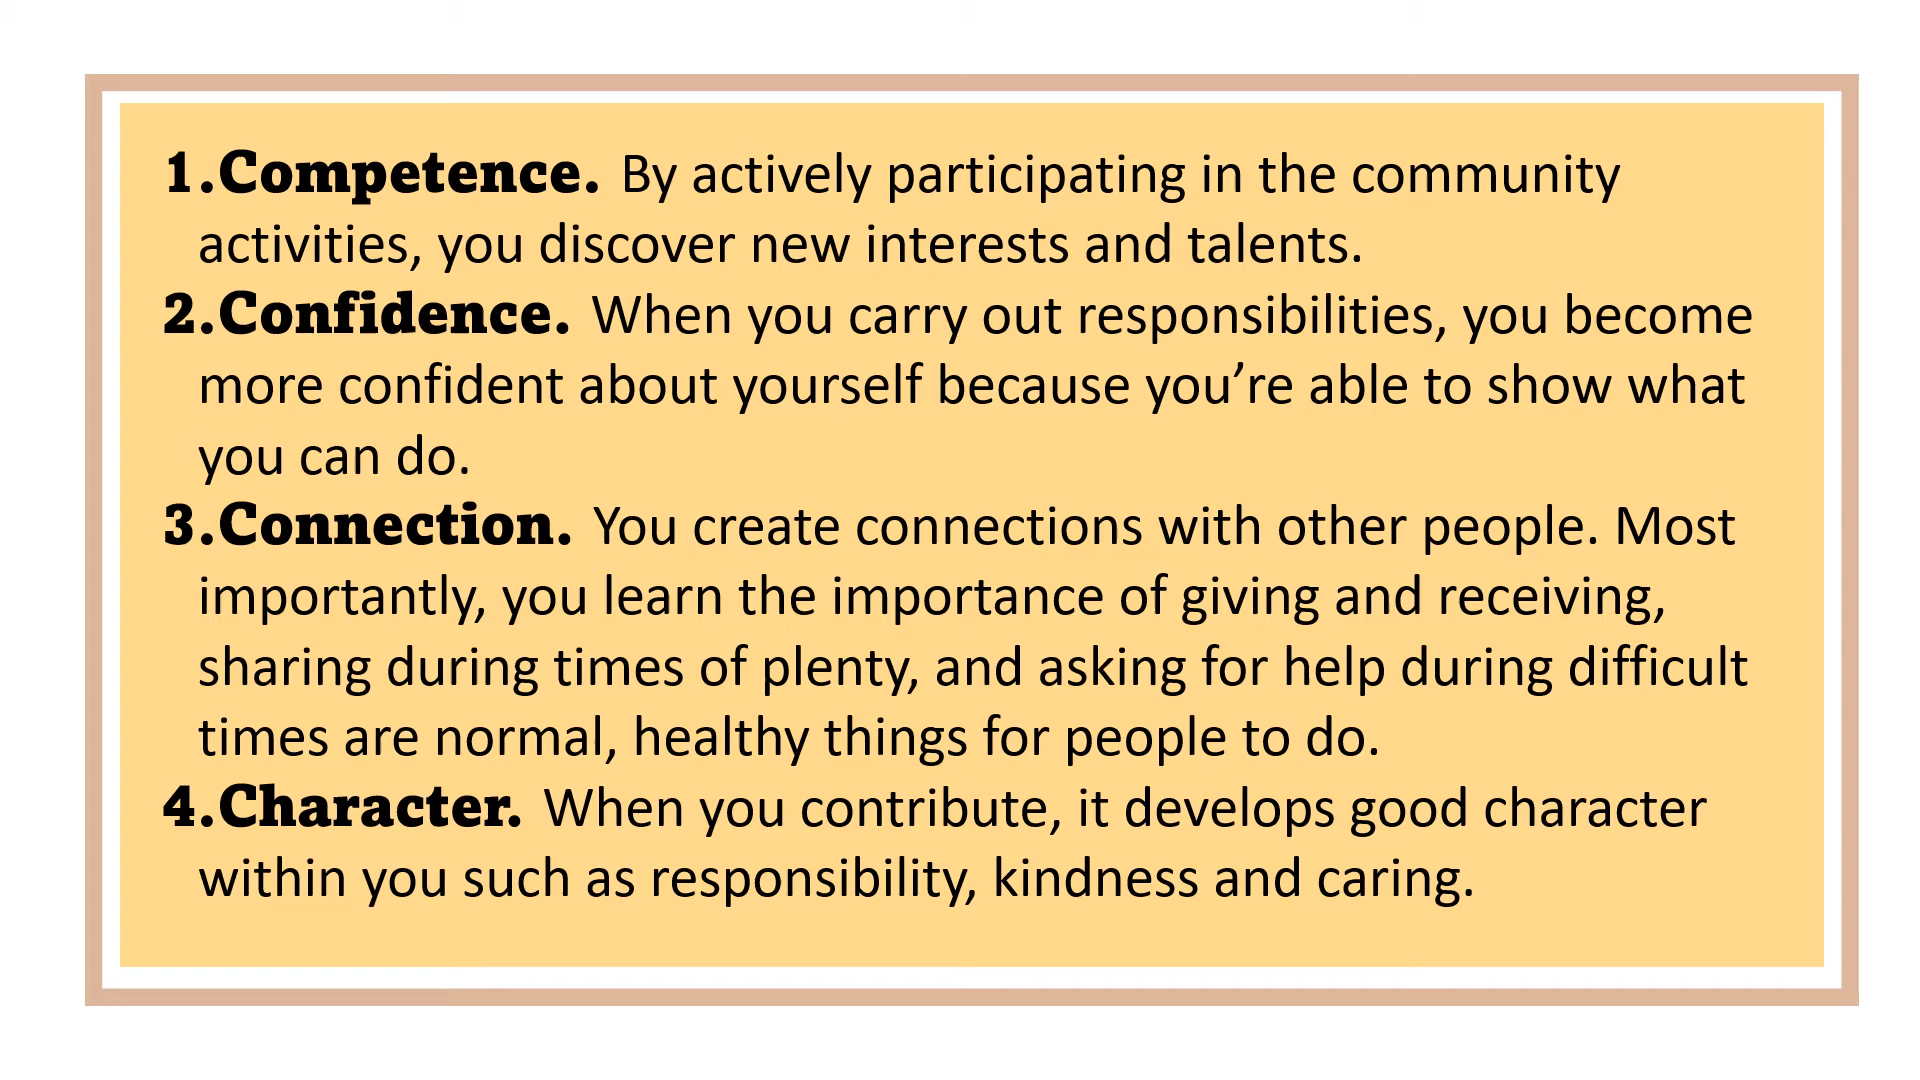 1.Competence. By actively participating in the community
activities, you discover new interests and talents.
2.Confidence. When you carry out responsibilities, you become
more confident about yourself because you’re able to show what
you can do.
3.Connection. You create connections with other people. Most
importantly, you learn the importance of giving and receiving,
sharing during times of plenty, and asking for help during difficult
times are normal, healthy things for people to do.
4.Character. When you contribute, it develops good character
within you such as responsibility, kindness and caring.